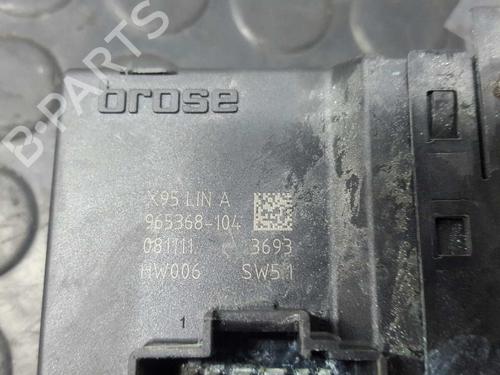 B-PARTS
brose
X95 LIN A
965368-104
081111 3693
HW006 SW5.1
1